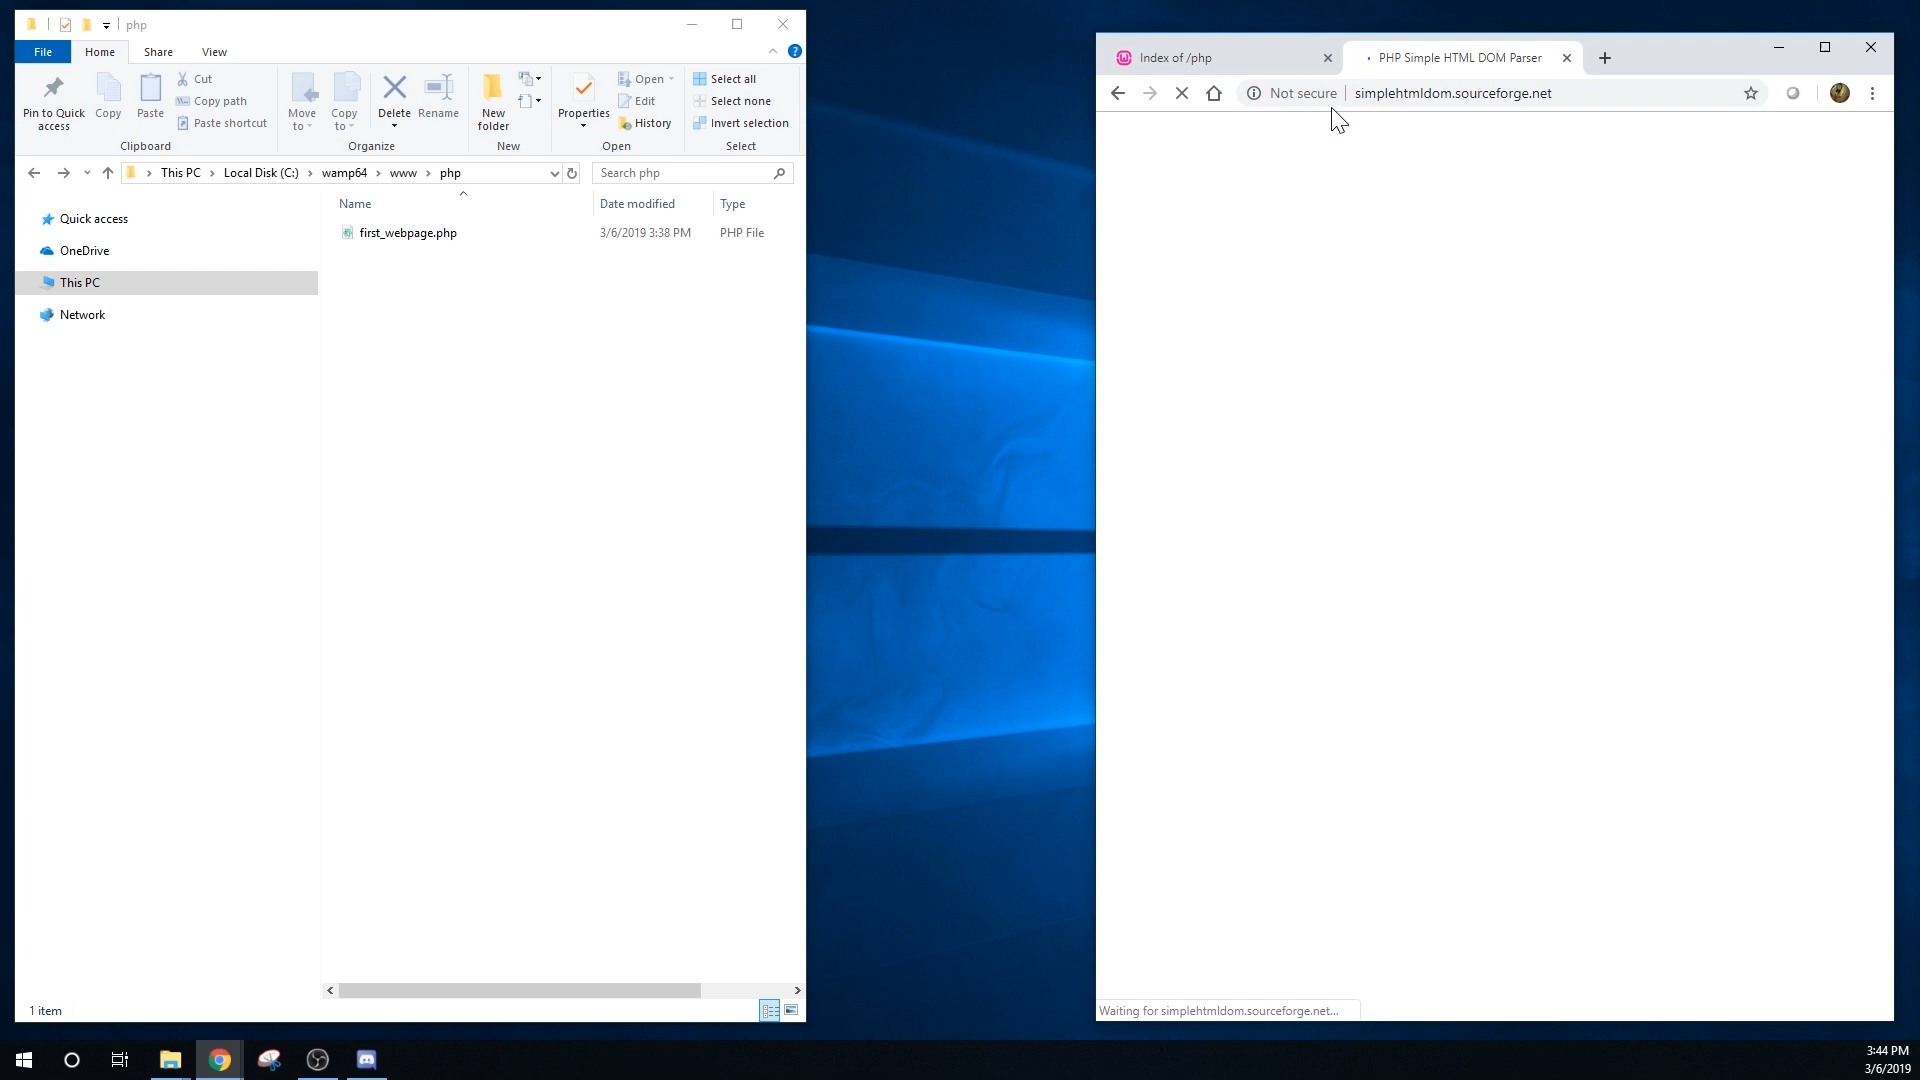 php
File
Home
Share
View
Pin to Quick access
Copy
Paste
Cut
Copy path
Paste shortcut
Clipboard
Move to
Copy to
Delete
Rename
Organize
New folder
New
Properties
Open
Edit
History
Open
Select all
Select none
Invert selection
Select
This PC > Local Disk (C:) > wamp64 > www > php
Search php
Quick access
OneDrive
This PC
Network
Name
Date modified
Type
first_webpage.php
3/6/2019 3:38 PM
PHP File
1 item
Index of /php
PHP Simple HTML DOM Parser
Not secure
simplehtmldom.sourceforge.net
Waiting for simplehtmldom.sourceforge.net...
3:44 PM
3/6/2019